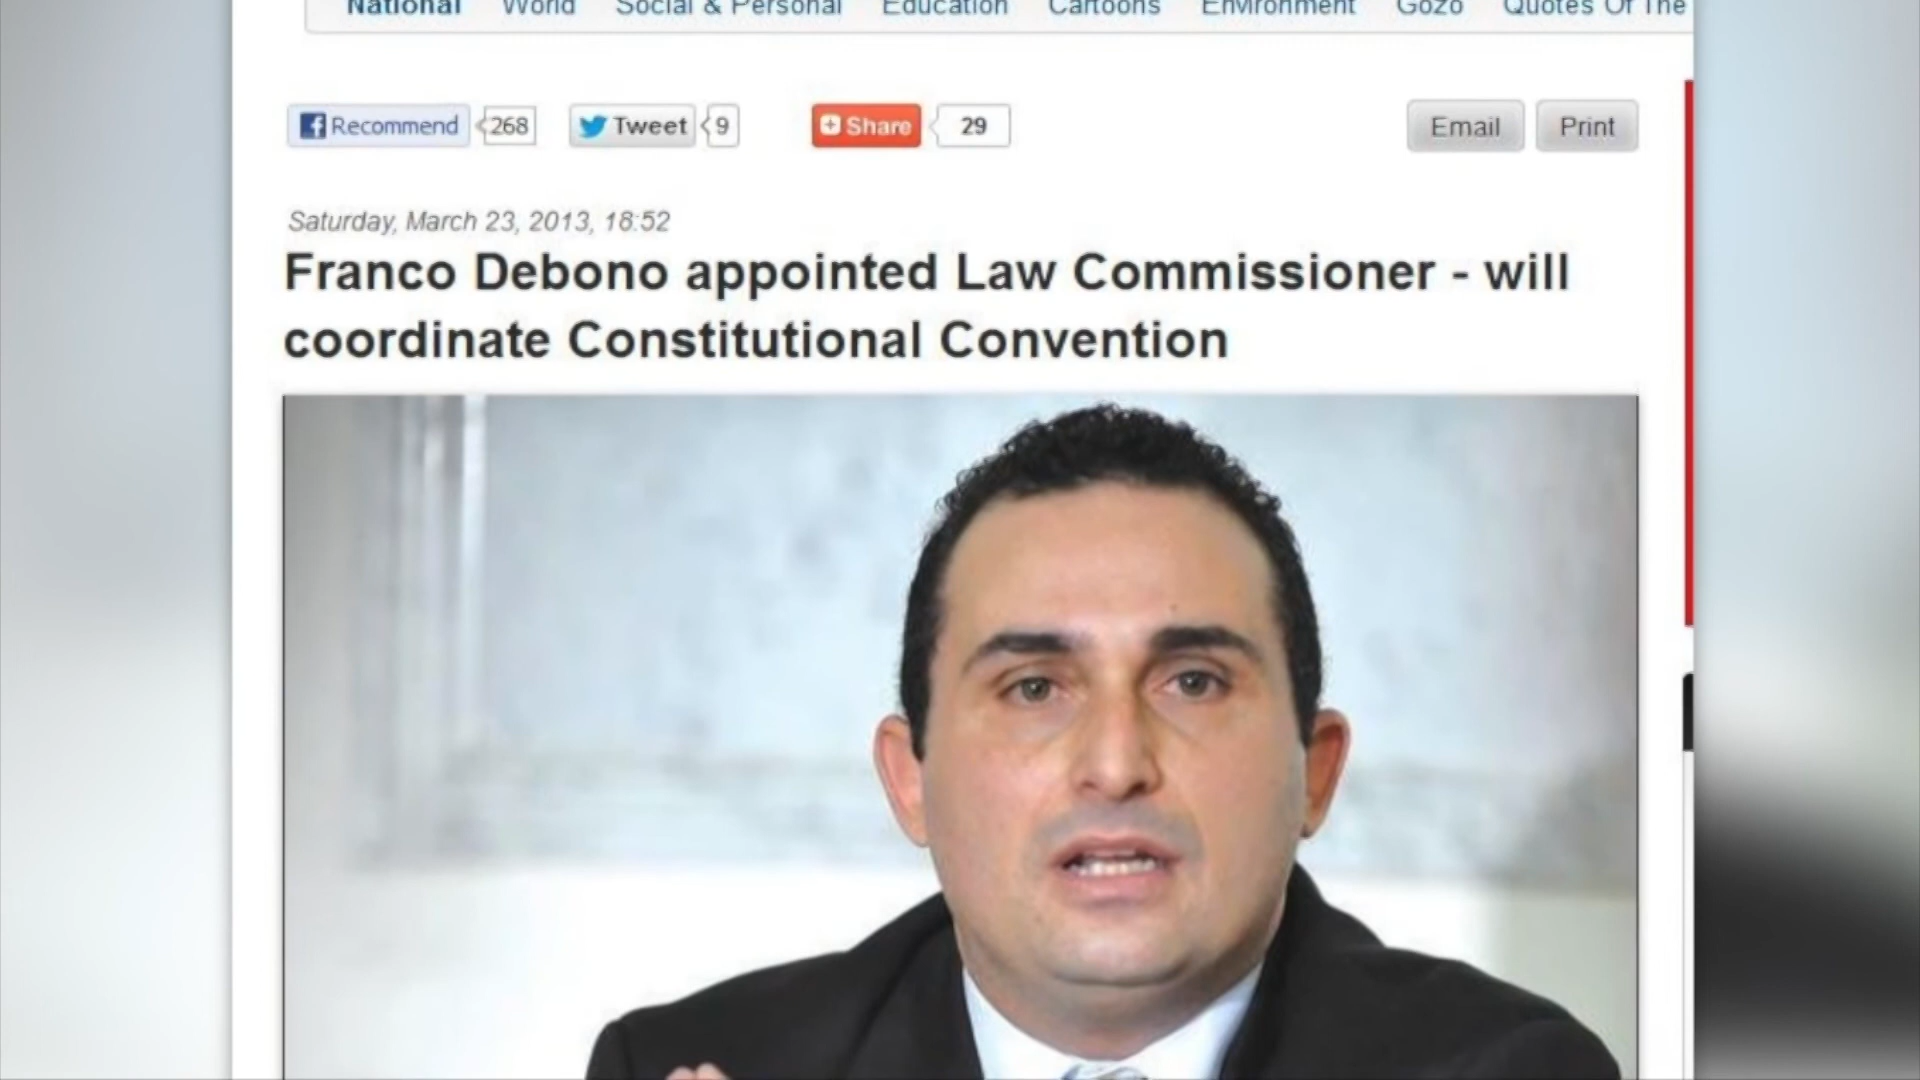 National World Social & Personal Education Cartoons Environment Gozo Quotes Of The
Recommend 268 Tweet 9 Share 29 Email Print
Saturday, March 23, 2013, 18:52
Franco Debono appointed Law Commissioner - will
coordinate Constitutional Convention